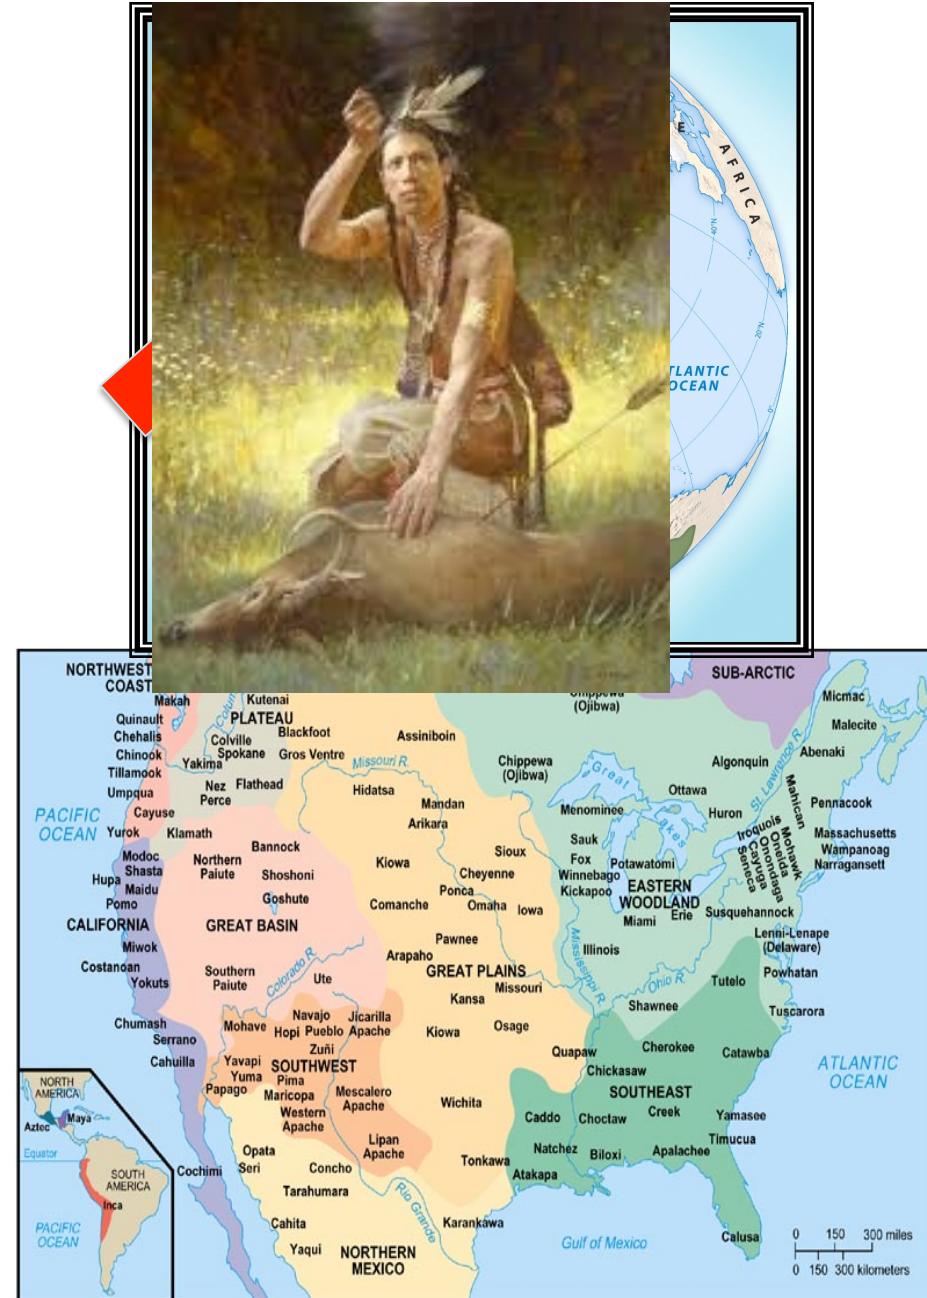 E
AFRICA
40°N
20°N
TLANTIC
OCEAN
0°
NORTHWEST
COAST
SUB-ARCTIC
Makah
Kutenai
Chippewa
(Ojibwa)
Micmac
Quinault
PLATEAU
Malecite
Chehalis
Colville
Blackfoot
Assiniboin
Chinook
Spokane
Gros Ventre
Abenaki
Yakima
Missouri R.
Chippewa
(Ojibwa)
Algonquin
St. Lawrence R.
Tillamook
Umpqua
Nez
Perce
Flathead
Hidatsa
Great
Lakes
Ottawa
Mahican
PACIFIC
OCEAN
Cayuse
Mandan
Menominee
Huron
Pennacook
Yurok
Klamath
Arikara
Iroquois
Mohawk
Oneida
Onondaga
Cayuga
Seneca
Massachusetts
Modoc
Bannock
Sioux
Sauk
Wampanoag
Shasta
Northern
Paiute
Kiowa
Fox
Potawatomi
Narragansett
Hupa
Maidu
Shoshoni
Cheyenne
Winnebago
Pomo
Goshute
Ponca
Kickapoo
EASTERN
WOODLAND
Comanche
Omaha
Iowa
Miami
Erie
Susquehannock
CALIFORNIA
GREAT BASIN
Miwok
Pawnee
Illinois
Lenni-Lenape
(Delaware)
Costanoan
Arapaho
Mississippi R.
Yokuts
Southern
Paiute
Colorado R.
Ute
GREAT PLAINS
Missouri
Ohio R.
Tutelo
Powhatan
Kansa
Shawnee
Tuscarora
Chumash
Mohave
Navajo
Jicarilla
Apache
Hopi
Pueblo
Kiowa
Osage
Serrano
Zuñi
Cherokee
Cahuilla
Yavapi
SOUTHWEST
Quapaw
Catawba
ATLANTIC
OCEAN
Yuma
Pima
Chickasaw
Papago
Maricopa
Mescalero
Apache
SOUTHEAST
NORTH
AMERICA
Western
Apache
Wichita
Caddo
Choctaw
Creek
Yamasee
Aztec
Maya
Timucua
Lipan
Apache
Natchez
Biloxi
Apalachee
Equator
Opata
Tonkawa
Cochimi
Seri
Concho
Atakapa
SOUTH
AMERICA
Tarahumara
Inca
Rio Grande
Cahita
Karankawa
PACIFIC
OCEAN
Gulf of Mexico
Calusa
Yaqui
NORTHERN
MEXICO
0 150 300 miles
0 150 300 kilometers